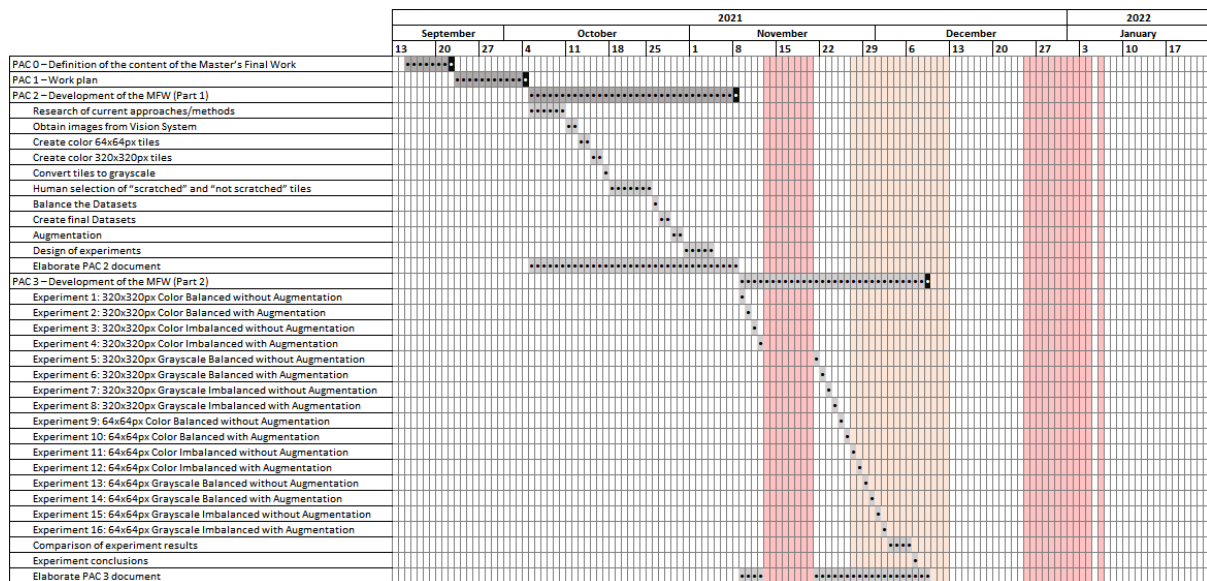 2021 2022
September October November December January
13 20 27 4 11 18 25 1 8 15 22 29 6 13 20 27 3 10 17
PAC 0 – Definition of the content of the Master's Final Work
PAC 1 – Work plan
PAC 2 – Development of the MFW (Part 1)
Research of current approaches/methods
Obtain images from Vision System
Create color 64x64px tiles
Create color 320x320px tiles
Convert tiles to grayscale
Human selection of “scratched” and “not scratched” tiles
Balance the Datasets
Create final Datasets
Augmentation
Design of experiments
Elaborate PAC 2 document
PAC 3 – Development of the MFW (Part 2)
Experiment 1: 320x320px Color Balanced without Augmentation
Experiment 2: 320x320px Color Balanced with Augmentation
Experiment 3: 320x320px Color Imbalanced without Augmentation
Experiment 4: 320x320px Color Imbalanced with Augmentation
Experiment 5: 320x320px Grayscale Balanced without Augmentation
Experiment 6: 320x320px Grayscale Balanced with Augmentation
Experiment 7: 320x320px Grayscale Imbalanced without Augmentation
Experiment 8: 320x320px Grayscale Imbalanced with Augmentation
Experiment 9: 64x64px Color Balanced without Augmentation
Experiment 10: 64x64px Color Balanced with Augmentation
Experiment 11: 64x64px Color Imbalanced without Augmentation
Experiment 12: 64x64px Color Imbalanced with Augmentation
Experiment 13: 64x64px Grayscale Balanced without Augmentation
Experiment 14: 64x64px Grayscale Balanced with Augmentation
Experiment 15: 64x64px Grayscale Imbalanced without Augmentation
Experiment 16: 64x64px Grayscale Imbalanced with Augmentation
Comparison of experiment results
Experiment conclusions
Elaborate PAC 3 document